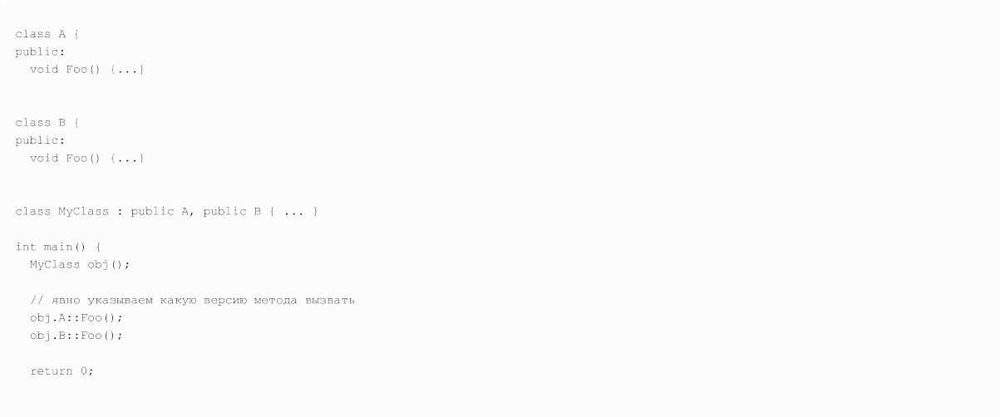 class A {
public:
  void Foo() {...}
class B {
public:
  void Foo() {...}
class MyClass : public A, public B { ... }
int main() {
  MyClass obj();
  // явно указываем какую версию метода вызвать
  obj.A::Foo();
  obj.B::Foo();
  return 0;